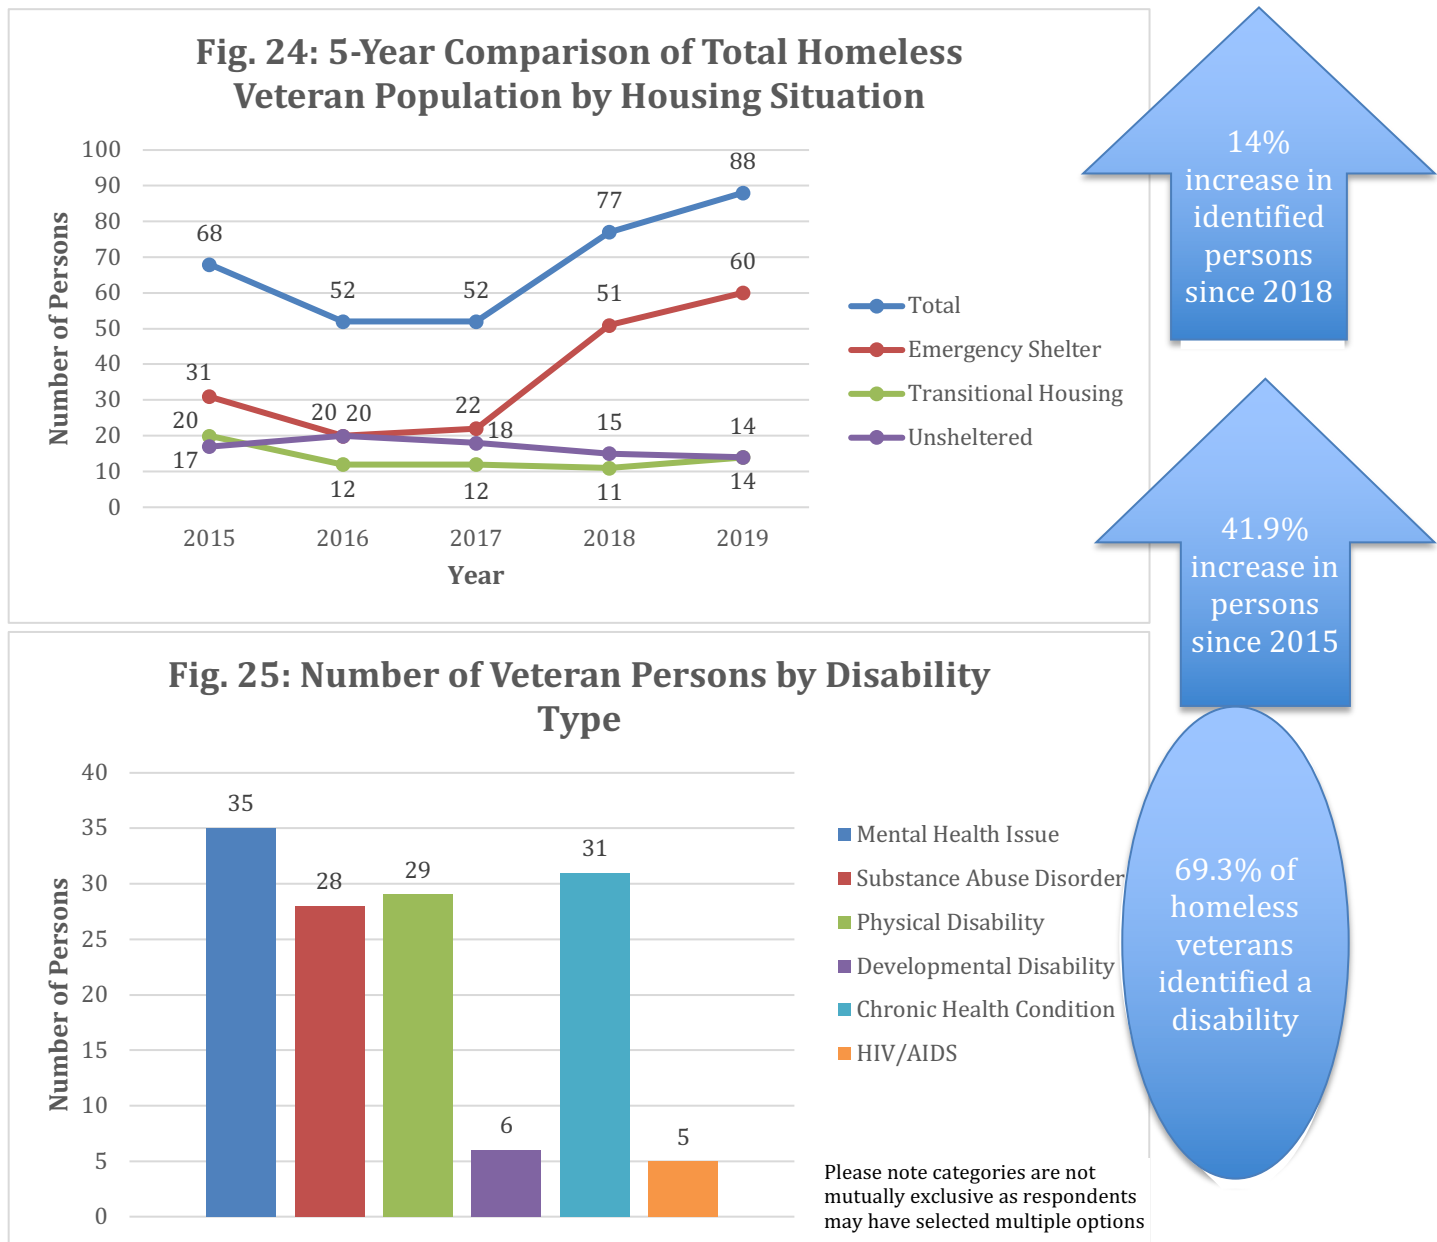 Fig. 24: 5-Year Comparison of Total Homeless
Veteran Population by Housing Situation
100
90
80
70
60
50
40
30
20
10
0
Number of Persons
68
52
52
77
88
31
20
22
51
60
20
12
12
11
14
17
20
18
15
14
2015
2016
2017
2018
2019
Year
Total
Emergency Shelter
Transitional Housing
Unsheltered
14%
increase in
identified
persons
since 2018
41.9%
increase in
persons
since 2015
Fig. 25: Number of Veteran Persons by Disability
Type
40
35
30
25
20
15
10
5
0
Number of Persons
35
28
29
6
31
5
Mental Health Issue
Substance Abuse Disorder
Physical Disability
Developmental Disability
Chronic Health Condition
HIV/AIDS
Please note categories are not
mutually exclusive as respondents
may have selected multiple options
69.3% of
homeless
veterans
identified a
disability